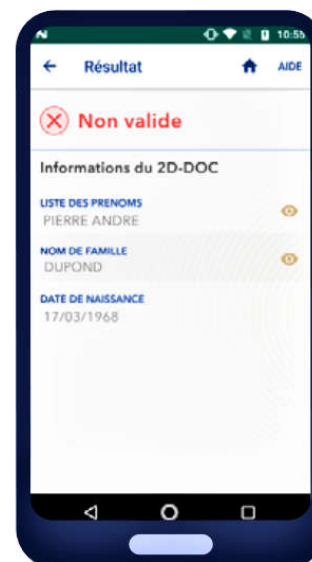 10:55
Résultat AIDE
Non valide
Informations du 2D-DOC
LISTE DES PRENOMS
PIERRE ANDRE
NOM DE FAMILLE
DUPOND
DATE DE NAISSANCE
17/03/1968